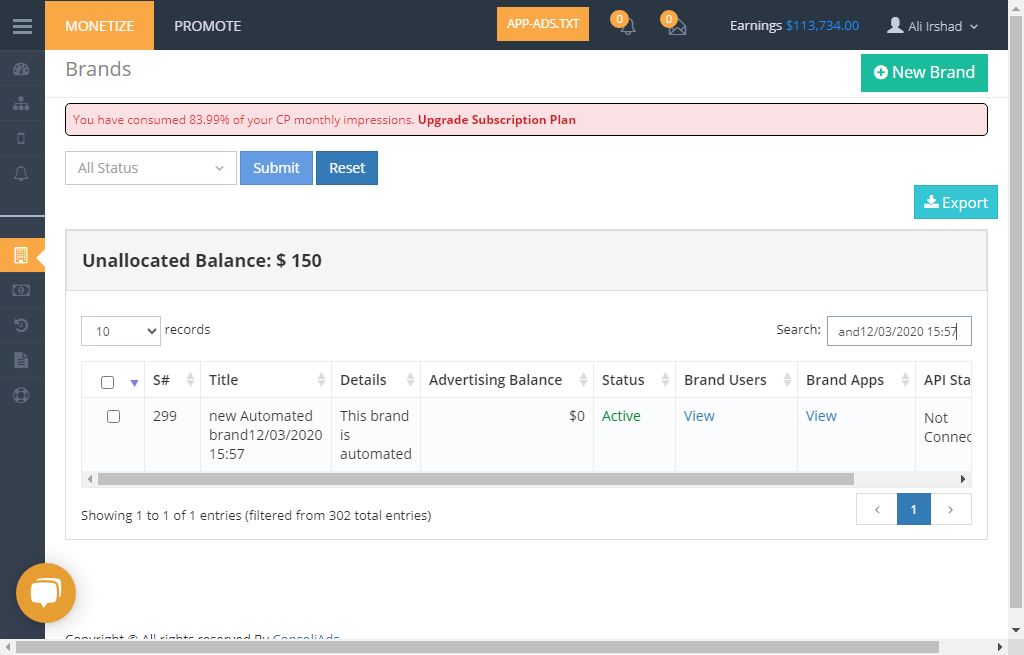 MONETIZE
PROMOTE
APP-ADS.TXT
0
0
Earnings $113,734.00
Ali Irshad
Brands
New Brand
You have consumed 83.99% of your CP monthly impressions. Upgrade Subscription Plan
All Status
Submit
Reset
Export
Unallocated Balance: $ 150
10
records
Search:
and12/03/2020 15:57
S#
Title
Details
Advertising Balance
Status
Brand Users
Brand Apps
API Sta
299
new Automated
brand12/03/2020
15:57
This brand
is
automated
$0
Active
View
View
Not
Connec
Showing 1 to 1 of 1 entries (filtered from 302 total entries)
1
Copyright © All rights reserved By ConsoliAds